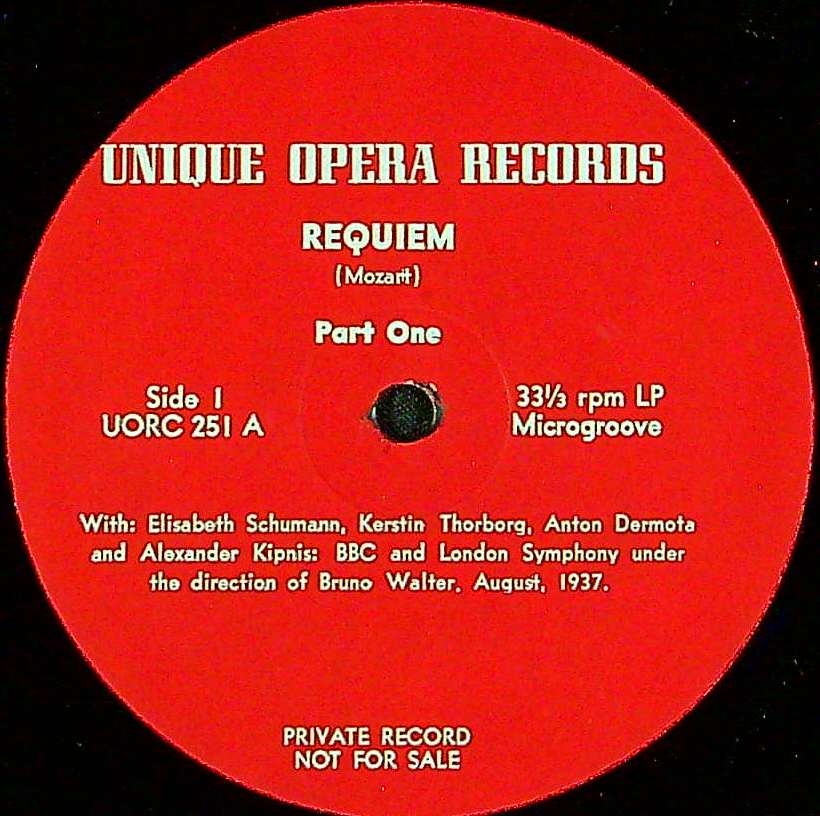 UNIQUE OPERA RECORDS
REQUIEM
(Mozart)
Part One
Side 1
UORC 251 A
33⅓ rpm LP
Microgroove
With: Elisabeth Schumann, Kerstin Thorborg, Anton Dermota
and Alexander Kipnis: BBC and London Symphony under
the direction of Bruno Walter. August, 1937.
PRIVATE RECORD
NOT FOR SALE